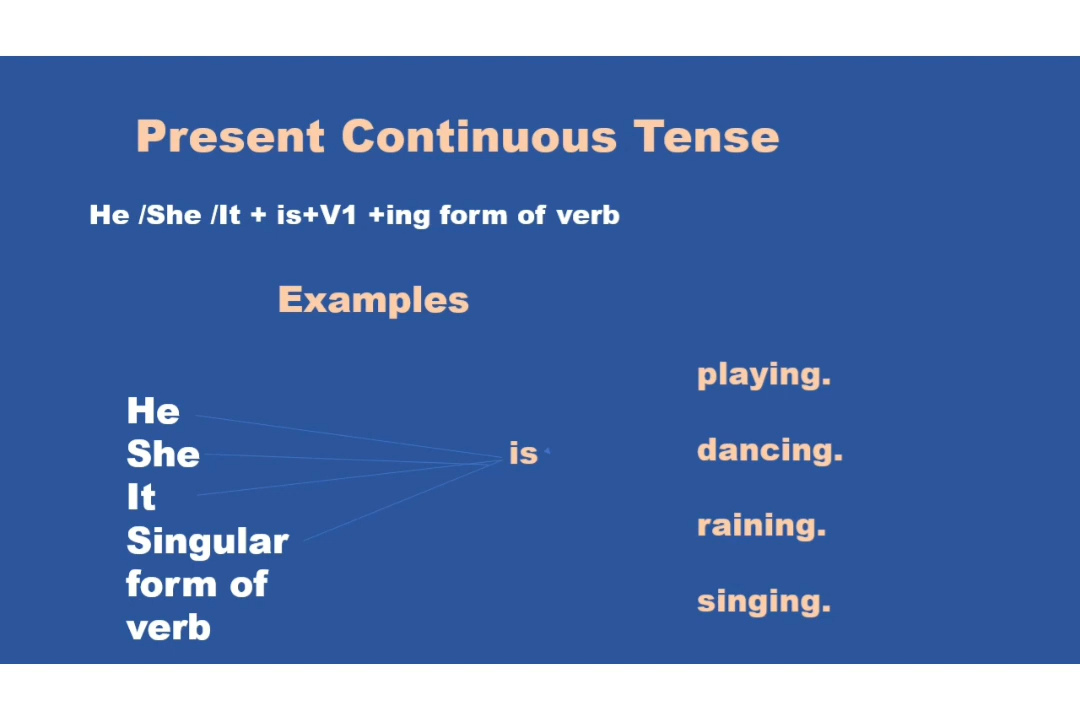 Present Continuous Tense
He /She /It + is+V1 +ing form of verb
Examples
He
She
It
Singular
form of
verb
is
playing.
dancing.
raining.
singing.